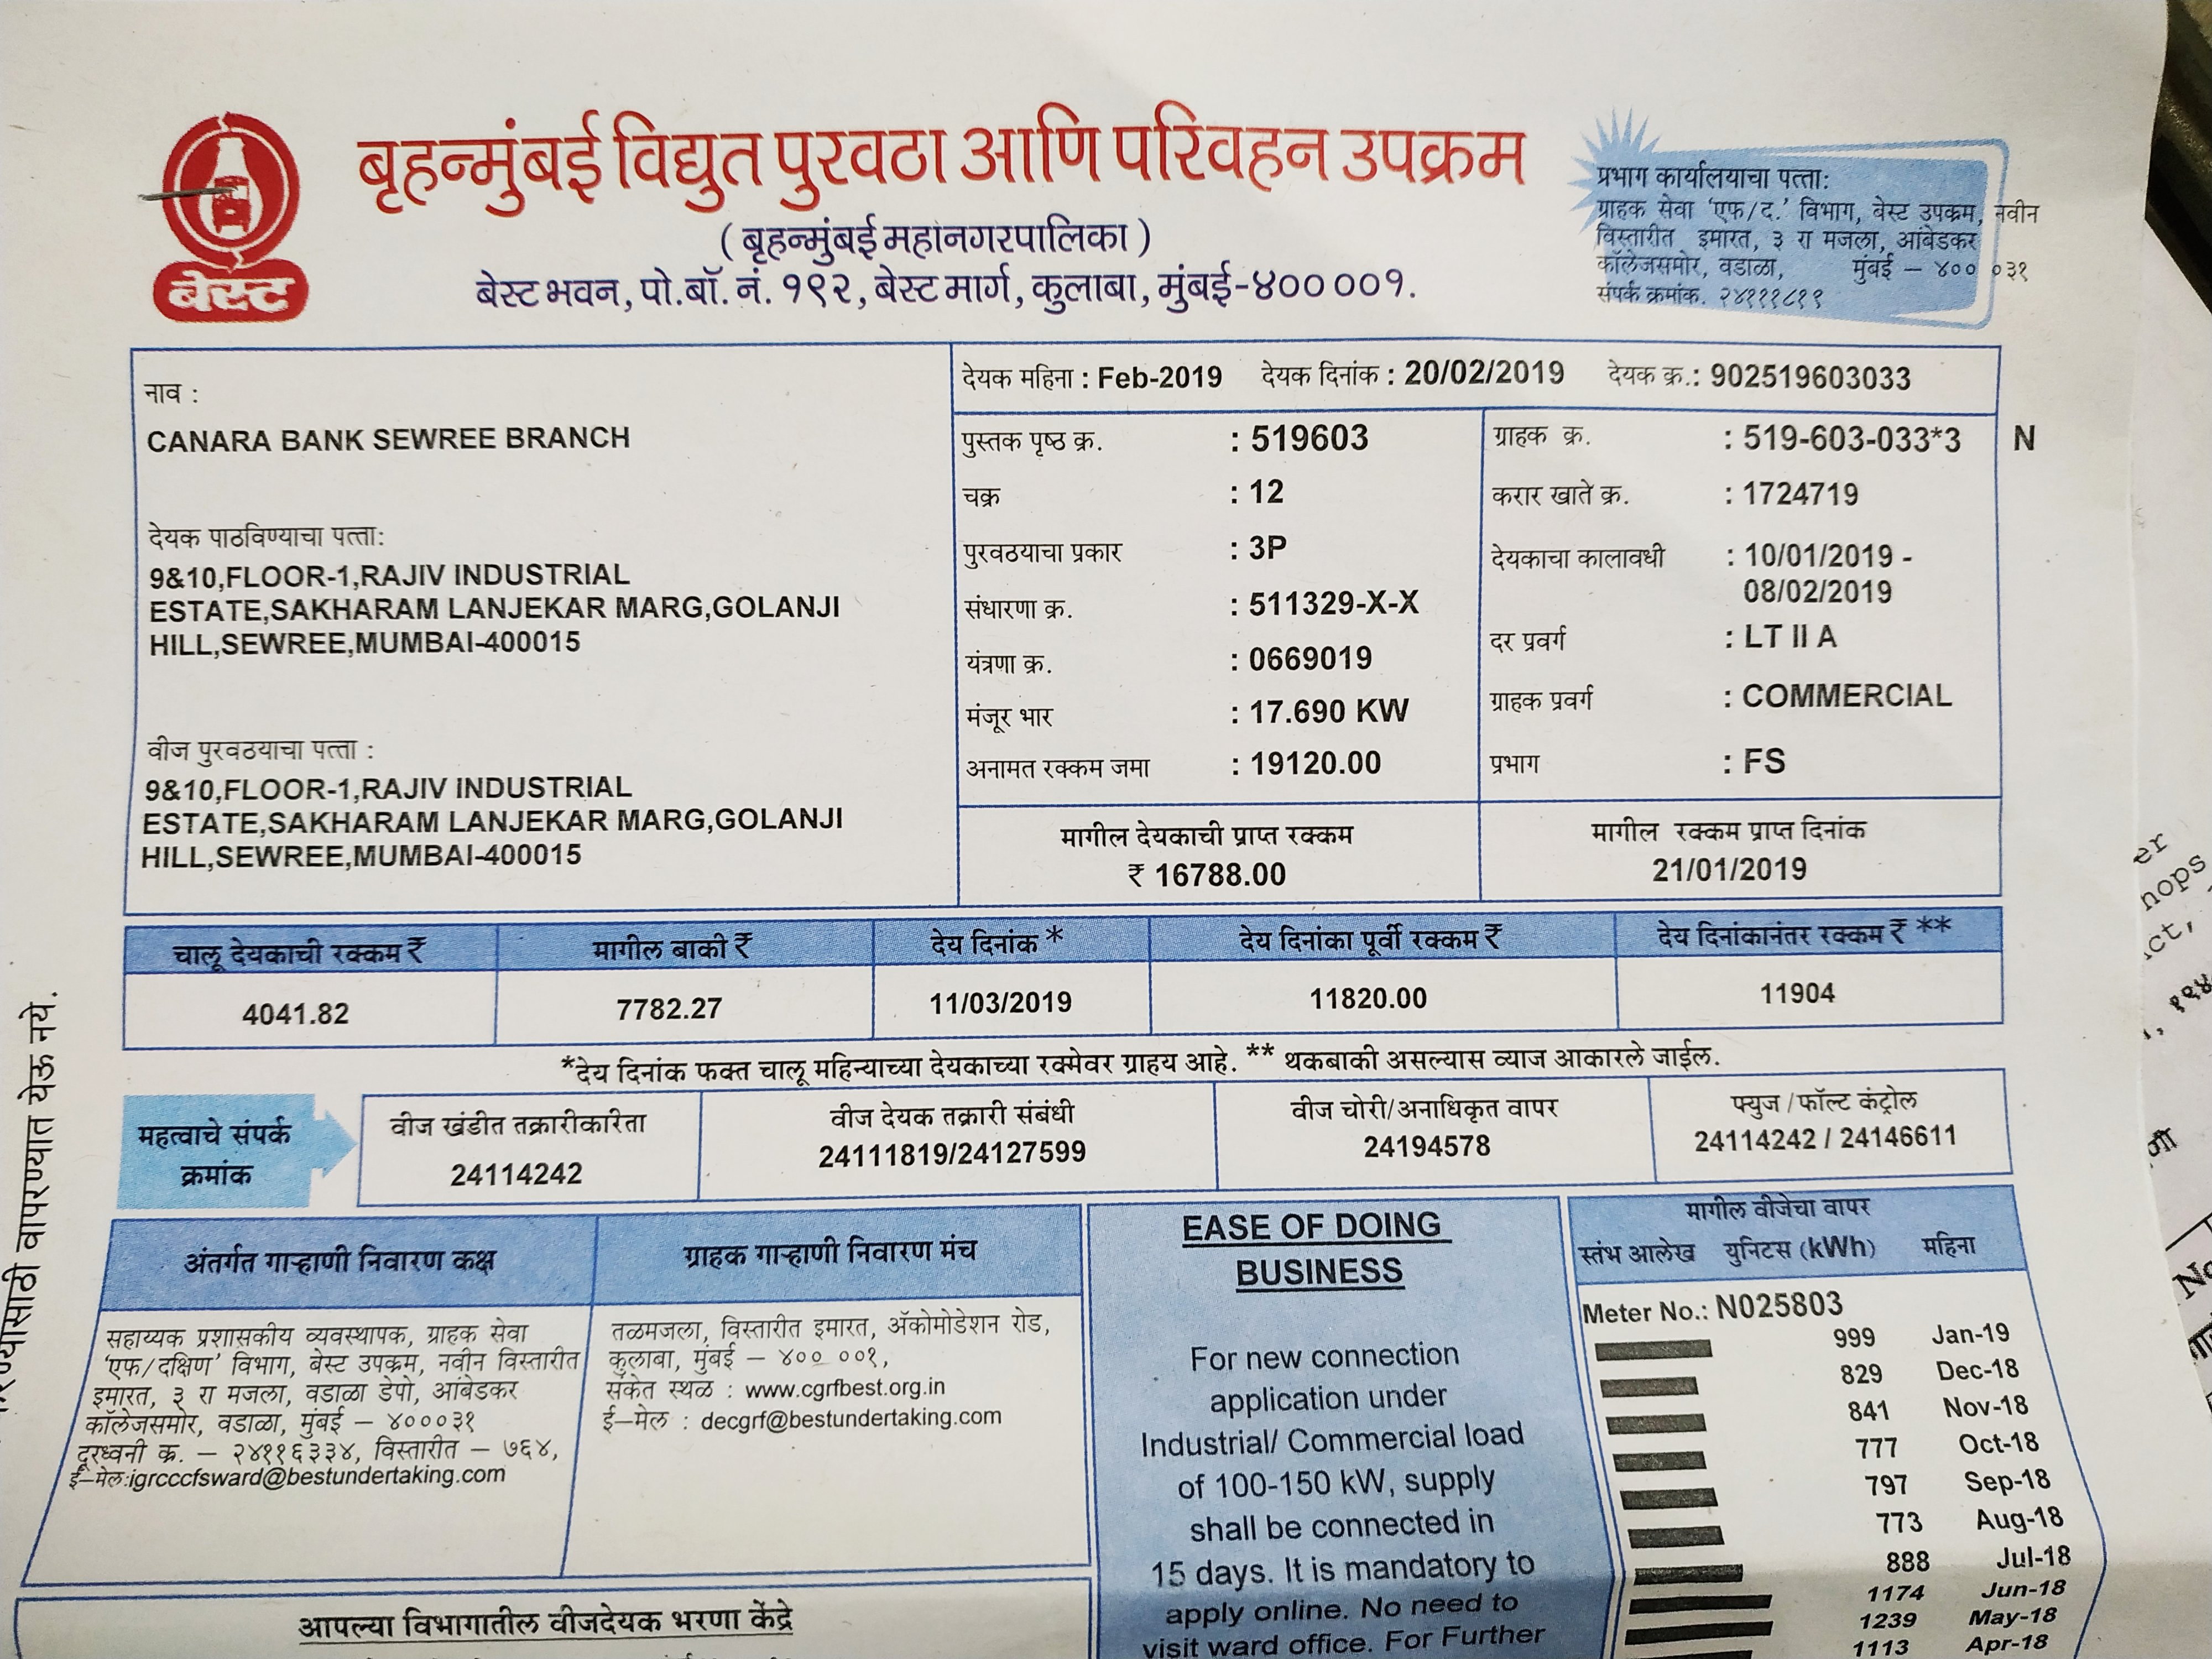 बृहन्मुंबई विद्युत पुरवठा आणि परिवहन उपक्रम
( बृहन्मुंबई महानगरपालिका )
बेस्ट भवन, पो.बॉ. नं. १९२, बेस्ट मार्ग, कुलाबा, मुंबई-४०० ००१.
बेस्ट
प्रभाग कार्यालयाचा पत्ता:
ग्राहक सेवा 'एफ/द.' विभाग, बेस्ट उपक्रम, नवीन
विस्तारीत इमारत, ३ रा मजला, आंबेडकर
कॉलेजसमोर, वडाळा, मुंबई – ४०० ०३१
संपर्क क्रमांक. २४१११८१९
नाव :
CANARA BANK SEWREE BRANCH
देयक पाठविण्याचा पत्ता:
9&10,FLOOR-1,RAJIV INDUSTRIAL
ESTATE,SAKHARAM LANJEKAR MARG,GOLANJI
HILL,SEWREE,MUMBAI-400015
वीज पुरवठयाचा पत्ता :
9&10,FLOOR-1,RAJIV INDUSTRIAL
ESTATE,SAKHARAM LANJEKAR MARG,GOLANJI
HILL,SEWREE,MUMBAI-400015
देयक महिना : Feb-2019 देयक दिनांक : 20/02/2019 देयक क्र.: 902519603033
पुस्तक पृष्ठ क्र. : 519603
चक्र : 12
पुरवठयाचा प्रकार : 3P
संधारणा क्र. : 511329-X-X
यंत्रणा क्र. : 0669019
मंजूर भार : 17.690 KW
अनामत रक्कम जमा : 19120.00
ग्राहक क्र. : 519-603-033*3 N
करार खाते क्र. : 1724719
देयकाचा कालावधी : 10/01/2019 -
08/02/2019
दर प्रवर्ग : LT II A
ग्राहक प्रवर्ग : COMMERCIAL
प्रभाग : FS
मागील देयकाची प्राप्त रक्कम
₹ 16788.00
मागील रक्कम प्राप्त दिनांक
21/01/2019
चालू देयकाची रक्कम ₹ मागील बाकी ₹ देय दिनांक * देय दिनांका पूर्वी रक्कम ₹ देय दिनांकानंतर रक्कम ₹ **
4041.82 7782.27 11/03/2019 11820.00 11904
*देय दिनांक फक्त चालू महिन्याच्या देयकाच्या रक्मेवर ग्राहय आहे. ** थकबाकी असल्यास व्याज आकारले जाईल.
महत्वाचे संपर्क
क्रमांक
वीज खंडीत तक्रारीकारिता
24114242
वीज देयक तक्रारी संबंधी
24111819/24127599
वीज चोरी/अनाधिकृत वापर
24194578
फ्युज / फॉल्ट कंट्रोल
24114242 / 24146611
अंतर्गत गाऱ्हाणी निवारण कक्ष
सहाय्यक प्रशासकीय व्यवस्थापक, ग्राहक सेवा
'एफ/दक्षिण' विभाग, बेस्ट उपक्रम, नवीन विस्तारीत
इमारत, ३ रा मजला, वडाळा डेपो, आंबेडकर
कॉलेजसमोर, वडाळा, मुंबई – ४०००३१
दूरध्वनी क्र. – २४११६३३४, विस्तारीत – ७६४,
ई–मेल:igrcccfsward@bestundertaking.com
ग्राहक गाऱ्हाणी निवारण मंच
तळमजला, विस्तारीत इमारत, ॲकोमोडेशन रोड,
कुलाबा, मुंबई – ४०० ००१,
संकेत स्थळ : www.cgrfbest.org.in
ई–मेल : decgrf@bestundertaking.com
आपल्या विभागातील वीजदेयक भरणा केंद्रे
EASE OF DOING
BUSINESS
For new connection
application under
Industrial/ Commercial load
of 100-150 kW, supply
shall be connected in
15 days. It is mandatory to
apply online. No need to
visit ward office. For Further
मागील वीजेचा वापर
स्तंभ आलेख युनिटस (kWh) महिना
Meter No.: N025803
999 Jan-19
829 Dec-18
841 Nov-18
777 Oct-18
797 Sep-18
773 Aug-18
888 Jul-18
1174 Jun-18
1239 May-18
1113 Apr-18
वापरण्यात येऊ नये.